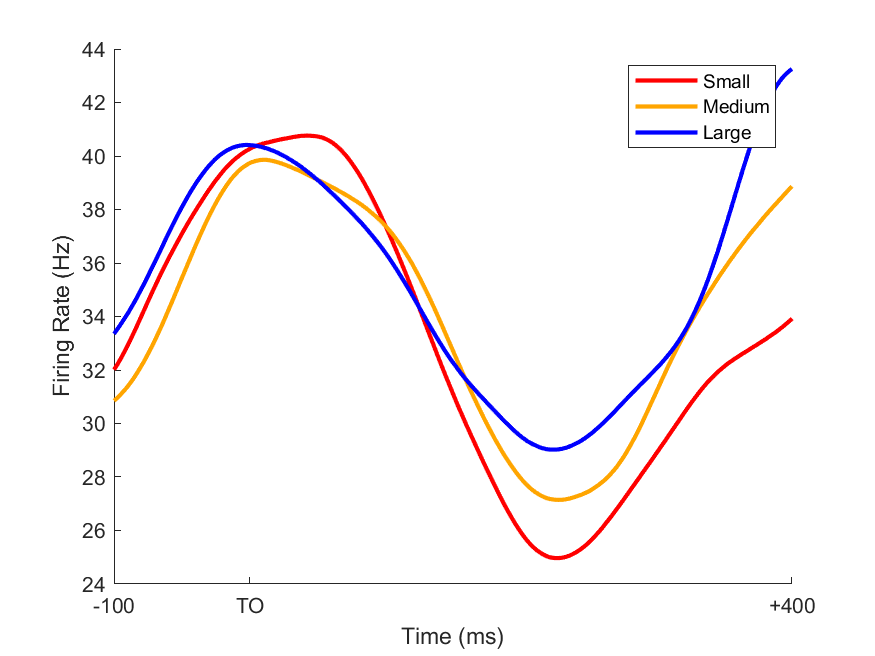 44
42
40
38
36
34
32
30
28
26
24
Firing Rate (Hz)
Small
Medium
Large
-100
TO
+400
Time (ms)